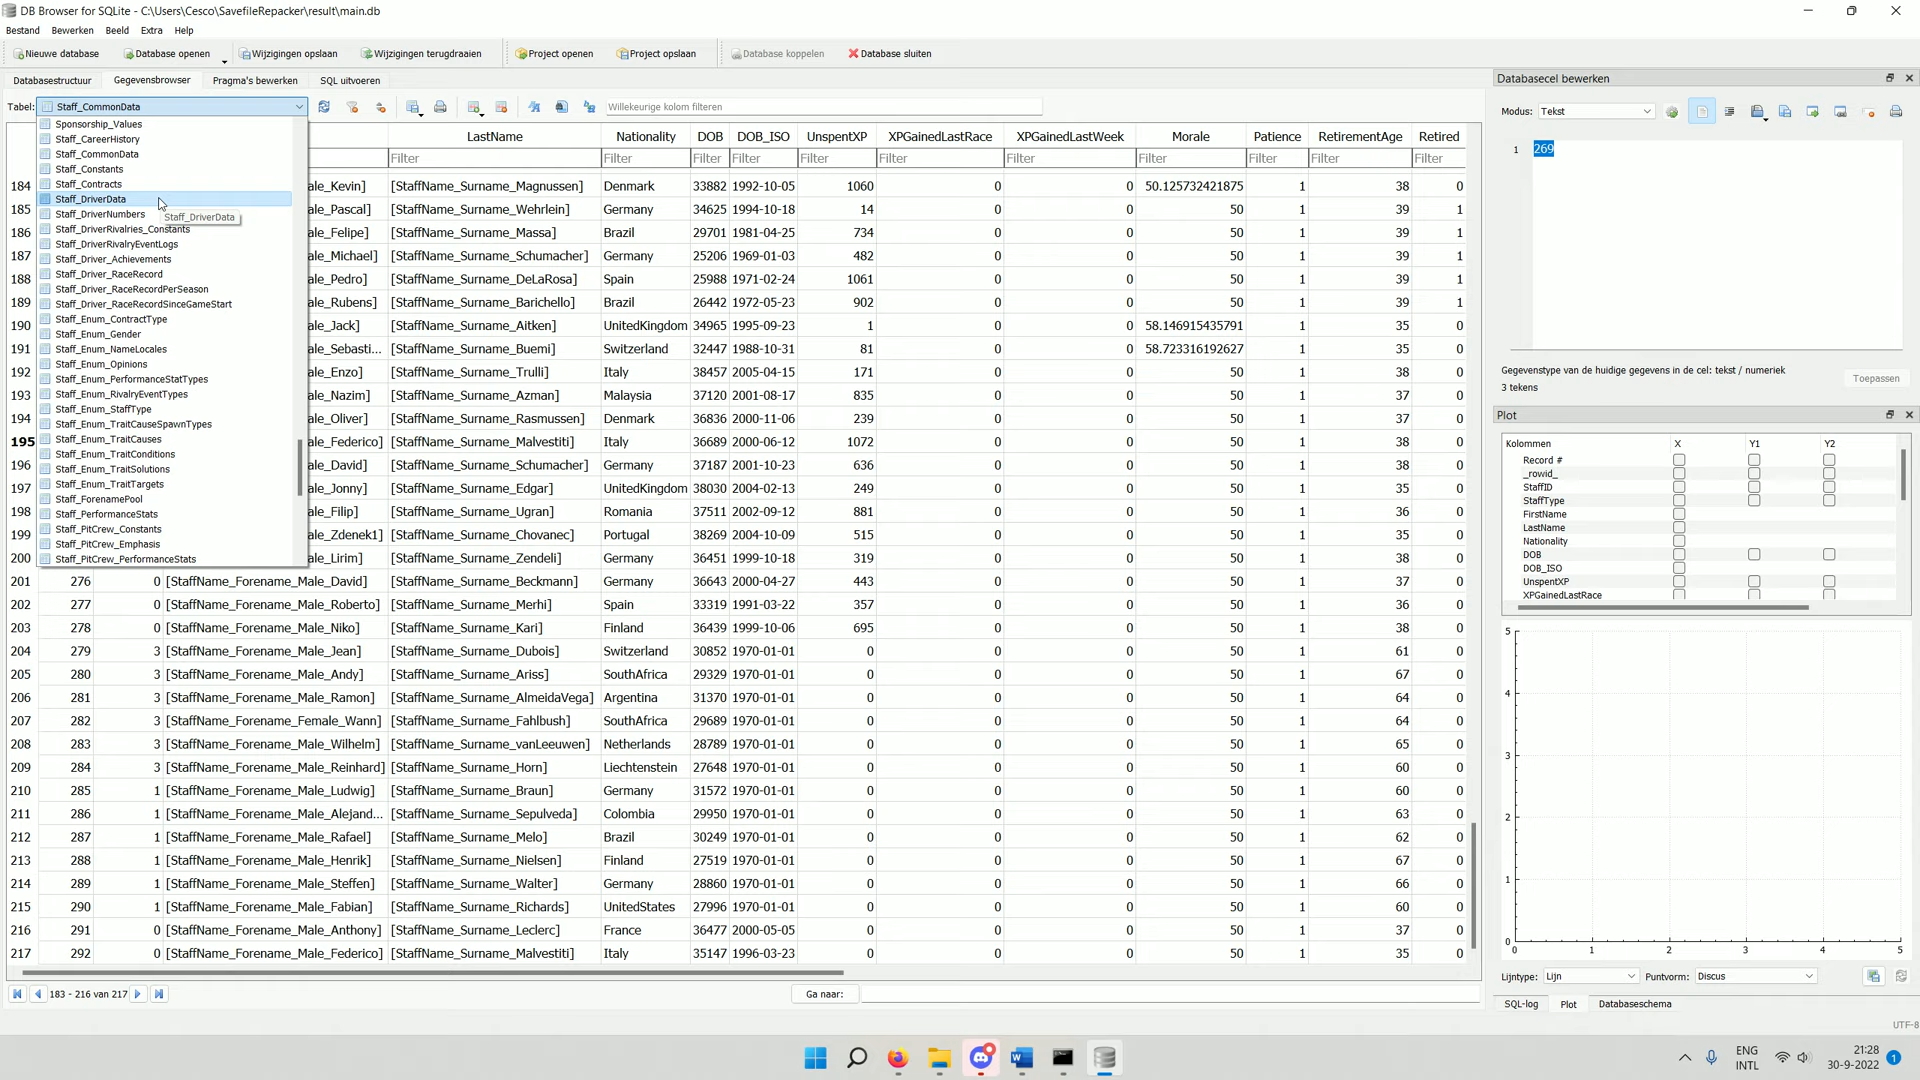 DB Browser for SQLite - C:\Users\Cesco\SavefileRepacker\result\main.db
Bestand Bewerken Beeld Extra Help
Nieuwe database Database openen Wijzigingen opslaan Wijzigingen terugdraaien Project openen Project opslaan Database koppelen Database sluiten
Databasestructuur Gegevensbrowser Pragma's bewerken SQL uitvoeren
Tabel: Staff_CommonData Willekeurige kolom filteren
Sponsorship_Values
Staff_CareerHistory
Staff_CommonData
Staff_Constants
Staff_Contracts
Staff_DriverData
Staff_DriverNumbers
Staff_DriverData
Staff_DriverRivalries_Constants
Staff_DriverRivalryEventLogs
Staff_Driver_Achievements
Staff_Driver_RaceRecord
Staff_Driver_RaceRecordPerSeason
Staff_Driver_RaceRecordSinceGameStart
Staff_Enum_ContractType
Staff_Enum_Gender
Staff_Enum_NameLocales
Staff_Enum_Opinions
Staff_Enum_PerformanceStatTypes
Staff_Enum_RivalryEventTypes
Staff_Enum_StaffType
Staff_Enum_TraitCauseSpawnTypes
Staff_Enum_TraitCauses
Staff_Enum_TraitConditions
Staff_Enum_TraitSolutions
Staff_Enum_TraitTargets
Staff_ForenamePool
Staff_PerformanceStats
Staff_PitCrew_Constants
Staff_PitCrew_Emphasis
Staff_PitCrew_PerformanceStats
LastName Nationality DOB DOB_ISO UnspentXP XPGainedLastRace XPGainedLastWeek Morale Patience RetirementAge Retired
Filter Filter Filter Filter Filter Filter Filter Filter Filter Filter Filter
184 ale_Kevin] [StaffName_Surname_Magnussen] Denmark 33882 1992-10-05 1060 0 0 50.125732421875 1 38 0
185 ale_Pascal] [StaffName_Surname_Wehrlein] Germany 34625 1994-10-18 14 0 0 50 1 39 1
186 ale_Felipe] [StaffName_Surname_Massa] Brazil 29701 1981-04-25 734 0 0 50 1 39 1
187 ale_Michael] [StaffName_Surname_Schumacher] Germany 25206 1969-01-03 482 0 0 50 1 39 1
188 ale_Pedro] [StaffName_Surname_DeLaRosa] Spain 25988 1971-02-24 1061 0 0 50 1 39 1
189 ale_Rubens] [StaffName_Surname_Barichello] Brazil 26442 1972-05-23 902 0 0 50 1 39 1
190 ale_Jack] [StaffName_Surname_Aitken] UnitedKingdom 34965 1995-09-23 1 0 0 58.146915435791 1 35 0
191 ale_Sebasti... [StaffName_Surname_Buemi] Switzerland 32447 1988-10-31 81 0 0 58.723316192627 1 35 0
192 ale_Enzo] [StaffName_Surname_Trulli] Italy 38457 2005-04-15 171 0 0 50 1 38 0
193 ale_Nazim] [StaffName_Surname_Azman] Malaysia 37120 2001-08-17 835 0 0 50 1 37 0
194 ale_Oliver] [StaffName_Surname_Rasmussen] Denmark 36836 2000-11-06 239 0 0 50 1 37 0
195 ale_Federico] [StaffName_Surname_Malvestiti] Italy 36689 2000-06-12 1072 0 0 50 1 38 0
196 ale_David] [StaffName_Surname_Schumacher] Germany 37187 2001-10-23 636 0 0 50 1 38 0
197 ale_Jonny] [StaffName_Surname_Edgar] UnitedKingdom 38030 2004-02-13 249 0 0 50 1 35 0
198 ale_Filip] [StaffName_Surname_Ugran] Romania 37511 2002-09-12 881 0 0 50 1 36 0
199 ale_Zdenek1] [StaffName_Surname_Chovanec] Portugal 38269 2004-10-09 515 0 0 50 1 35 0
200 ale_Lirim] [StaffName_Surname_Zendeli] Germany 36451 1999-10-18 319 0 0 50 1 38 0
201 276 0 [StaffName_Forename_Male_David] [StaffName_Surname_Beckmann] Germany 36643 2000-04-27 443 0 0 50 1 37 0
202 277 0 [StaffName_Forename_Male_Roberto] [StaffName_Surname_Merhi] Spain 33319 1991-03-22 357 0 0 50 1 36 0
203 278 0 [StaffName_Forename_Male_Niko] [StaffName_Surname_Kari] Finland 36439 1999-10-06 695 0 0 50 1 38 0
204 279 3 [StaffName_Forename_Male_Jean] [StaffName_Surname_Dubois] Switzerland 30852 1970-01-01 0 0 0 50 1 61 0
205 280 3 [StaffName_Forename_Male_Andy] [StaffName_Surname_Ariss] SouthAfrica 29329 1970-01-01 0 0 0 50 1 67 0
206 281 3 [StaffName_Forename_Male_Ramon] [StaffName_Surname_AlmeidaVega] Argentina 31370 1970-01-01 0 0 0 50 1 64 0
207 282 3 [StaffName_Forename_Female_Wann] [StaffName_Surname_Fahlbush] SouthAfrica 29689 1970-01-01 0 0 0 50 1 64 0
208 283 3 [StaffName_Forename_Male_Wilhelm] [StaffName_Surname_vanLeeuwen] Netherlands 28789 1970-01-01 0 0 0 50 1 65 0
209 284 3 [StaffName_Forename_Male_Reinhard] [StaffName_Surname_Horn] Liechtenstein 27648 1970-01-01 0 0 0 50 1 60 0
210 285 1 [StaffName_Forename_Male_Ludwig] [StaffName_Surname_Braun] Germany 31572 1970-01-01 0 0 0 50 1 60 0
211 286 1 [StaffName_Forename_Male_Alejand... [StaffName_Surname_Sepulveda] Colombia 29950 1970-01-01 0 0 0 50 1 63 0
212 287 1 [StaffName_Forename_Male_Rafael] [StaffName_Surname_Melo] Brazil 30249 1970-01-01 0 0 0 50 1 62 0
213 288 1 [StaffName_Forename_Male_Henrik] [StaffName_Surname_Nielsen] Finland 27519 1970-01-01 0 0 0 50 1 67 0
214 289 1 [StaffName_Forename_Male_Steffen] [StaffName_Surname_Walter] Germany 28860 1970-01-01 0 0 0 50 1 66 0
215 290 1 [StaffName_Forename_Male_Fabian] [StaffName_Surname_Richards] UnitedStates 27996 1970-01-01 0 0 0 50 1 60 0
216 291 0 [StaffName_Forename_Male_Anthony] [StaffName_Surname_Leclerc] France 36477 2000-05-05 0 0 0 50 1 37 0
217 292 0 [StaffName_Forename_Male_Federico] [StaffName_Surname_Malvestiti] Italy 35147 1996-03-23 0 0 0 50 1 35 0
183 - 216 van 217 Ga naar:
Databasecel bewerken
Modus: Tekst
1 269
Gegevenstype van de huidige gegevens in de cel: tekst / numeriek
3 tekens
Toepassen
Plot
Kolommen X Y1 Y2
Record #
_rowid_
StaffID
StaffType
FirstName
LastName
Nationality
DOB
DOB_ISO
UnspentXP
XPGainedLastRace
5
4
3
2
1
0
0 1 2 3 4 5
Lijntype: Lijn Puntvorm: Discus
SQL-log Plot Databaseschema
UTF-8
ENG
INTL
21:28
30-9-2022
1